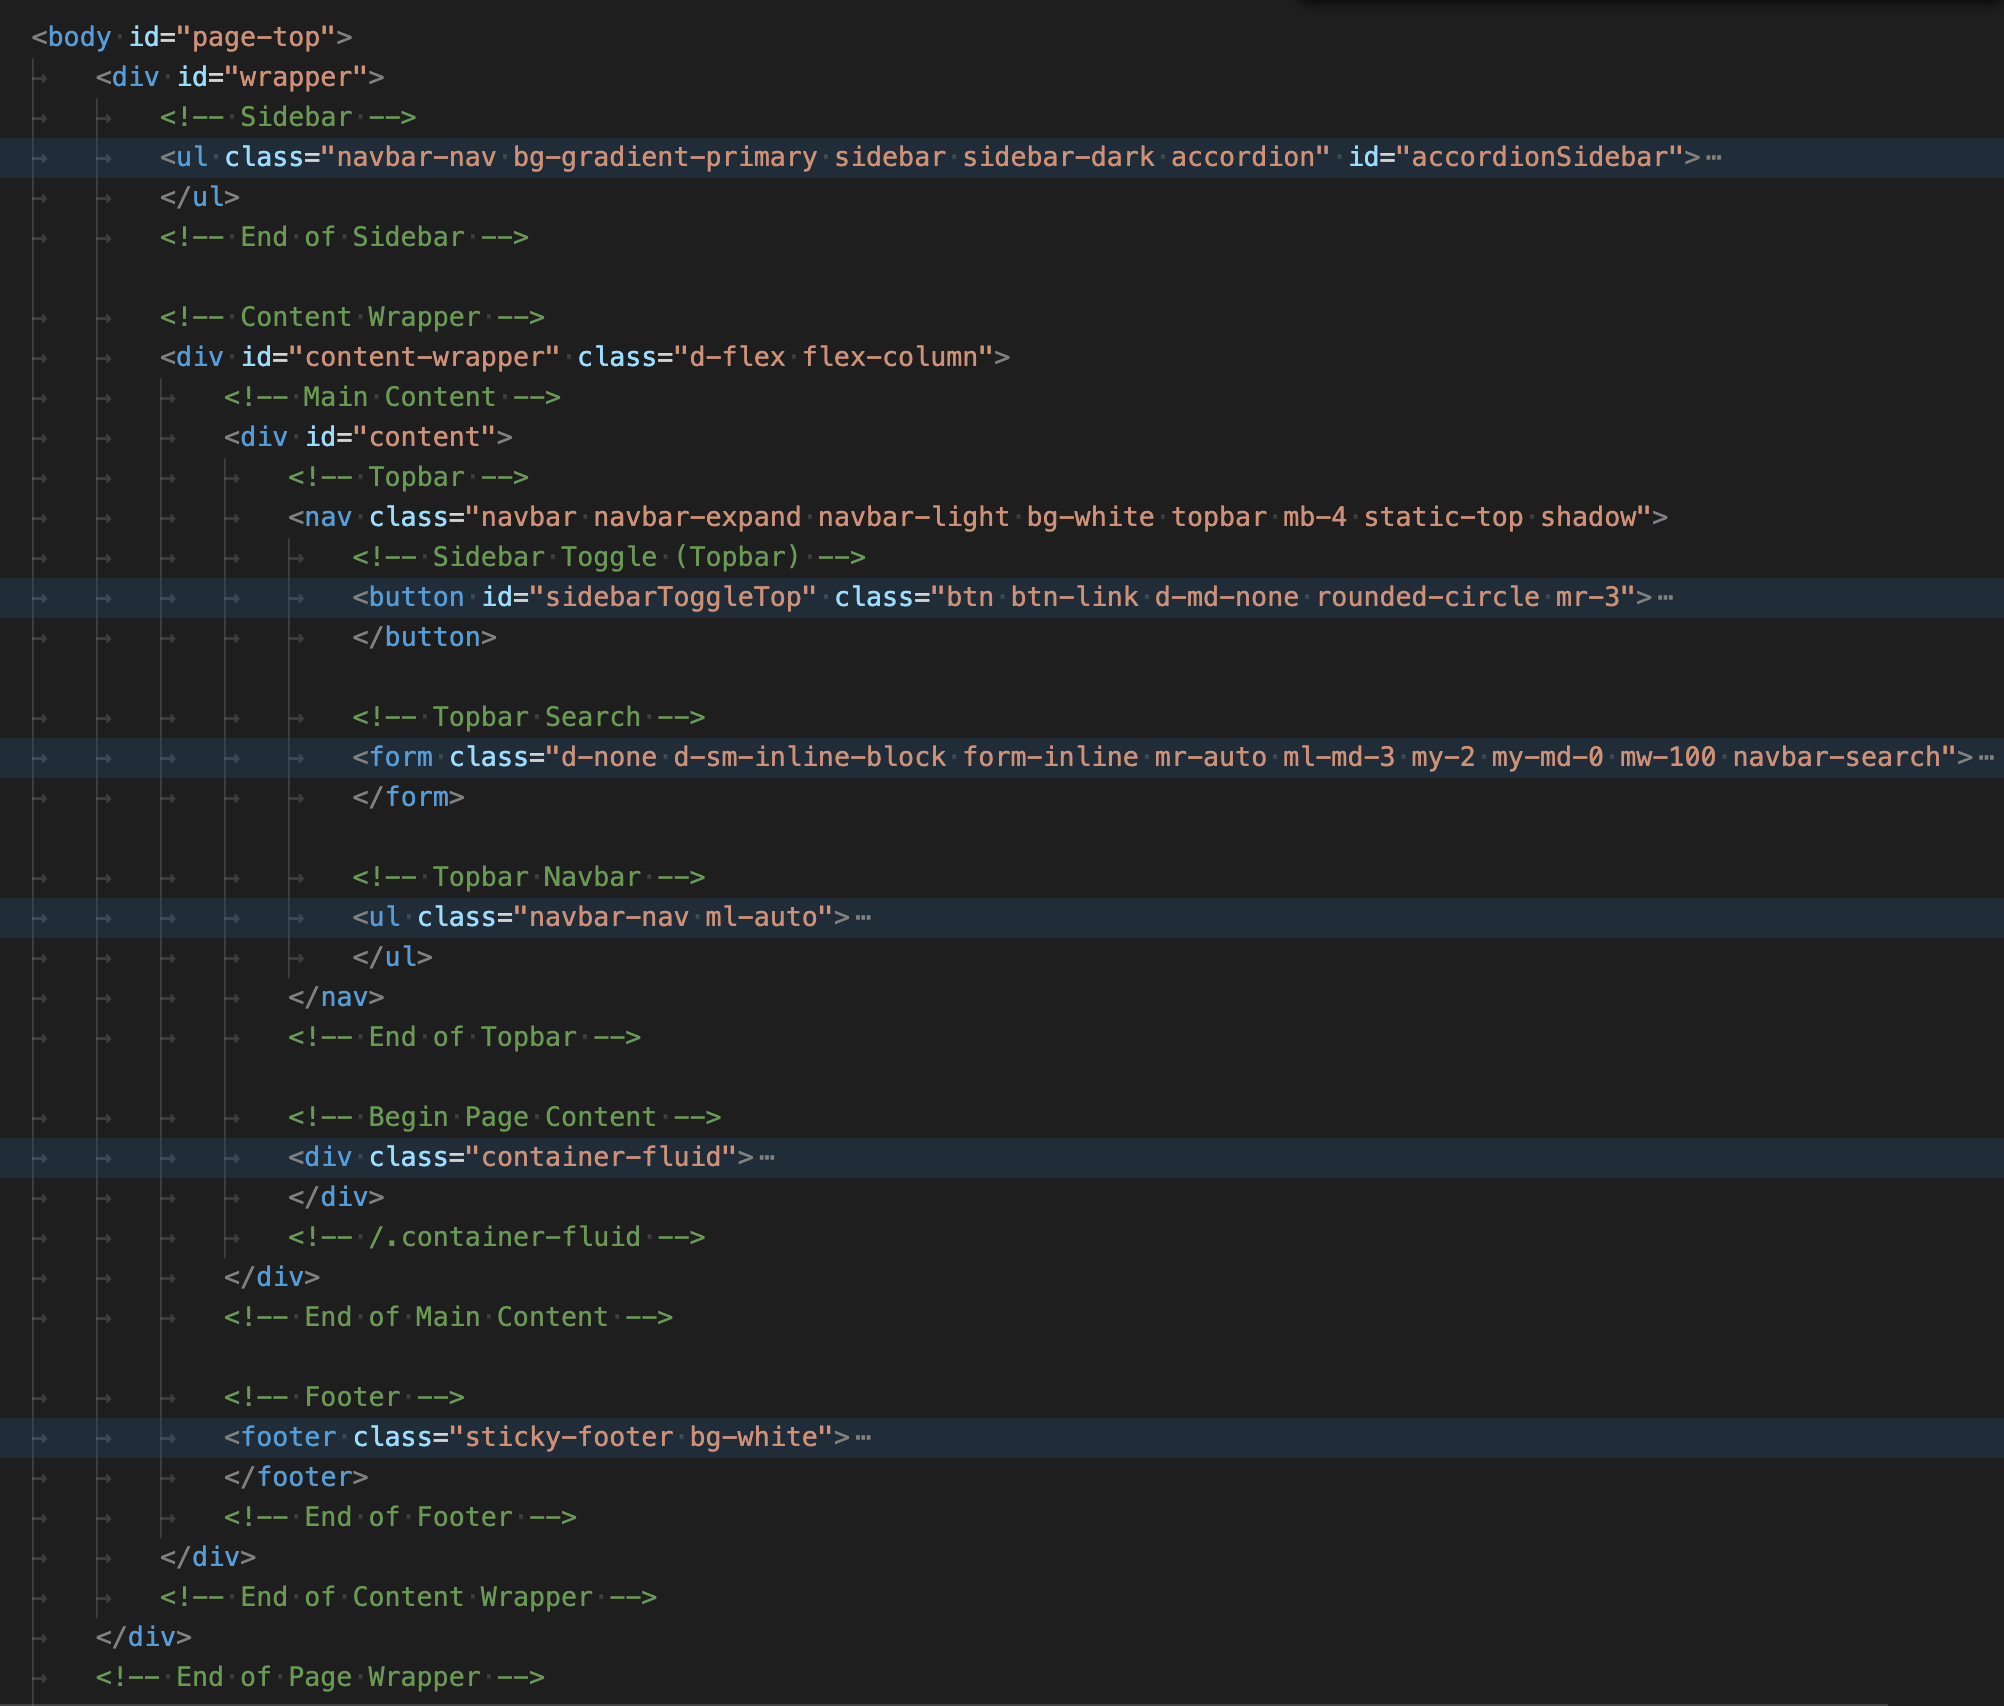 <body id="page-top">
<div id="wrapper">
<!-- Sidebar -->
<ul class="navbar-nav bg-gradient-primary sidebar sidebar-dark accordion" id="accordionSidebar">⋯
</ul>
<!-- End of Sidebar -->
<!-- Content Wrapper -->
<div id="content-wrapper" class="d-flex flex-column">
<!-- Main Content -->
<div id="content">
<!-- Topbar -->
<nav class="navbar navbar-expand navbar-light bg-white topbar mb-4 static-top shadow">
<!-- Sidebar Toggle (Topbar) -->
<button id="sidebarToggleTop" class="btn btn-link d-md-none rounded-circle mr-3">⋯
</button>
<!-- Topbar Search -->
<form class="d-none d-sm-inline-block form-inline mr-auto ml-md-3 my-2 my-md-0 mw-100 navbar-search">⋯
</form>
<!-- Topbar Navbar -->
<ul class="navbar-nav ml-auto">⋯
</ul>
</nav>
<!-- End of Topbar -->
<!-- Begin Page Content -->
<div class="container-fluid">⋯
</div>
<!-- /.container-fluid -->
</div>
<!-- End of Main Content -->
<!-- Footer -->
<footer class="sticky-footer bg-white">⋯
</footer>
<!-- End of Footer -->
</div>
<!-- End of Content Wrapper -->
</div>
<!-- End of Page Wrapper -->